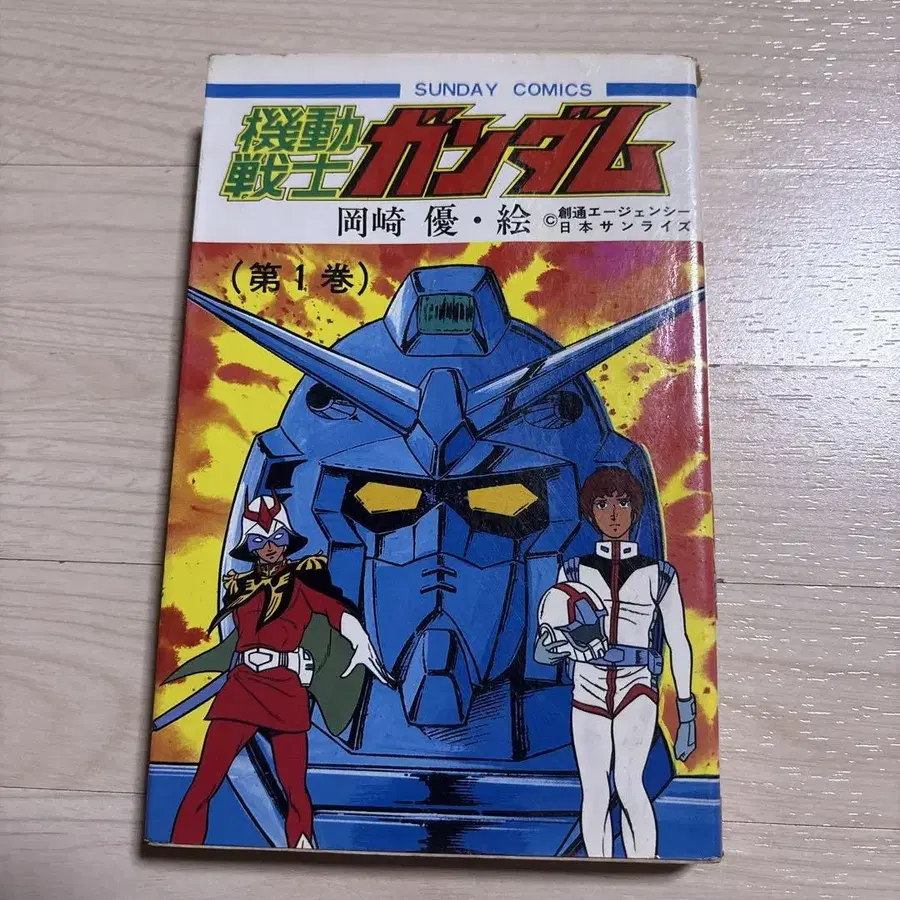 SUNDAY COMICS
機動
戦士
ガンダム
岡崎 優・絵
©創通エージェンシー
日本サンライズ
(第1巻)